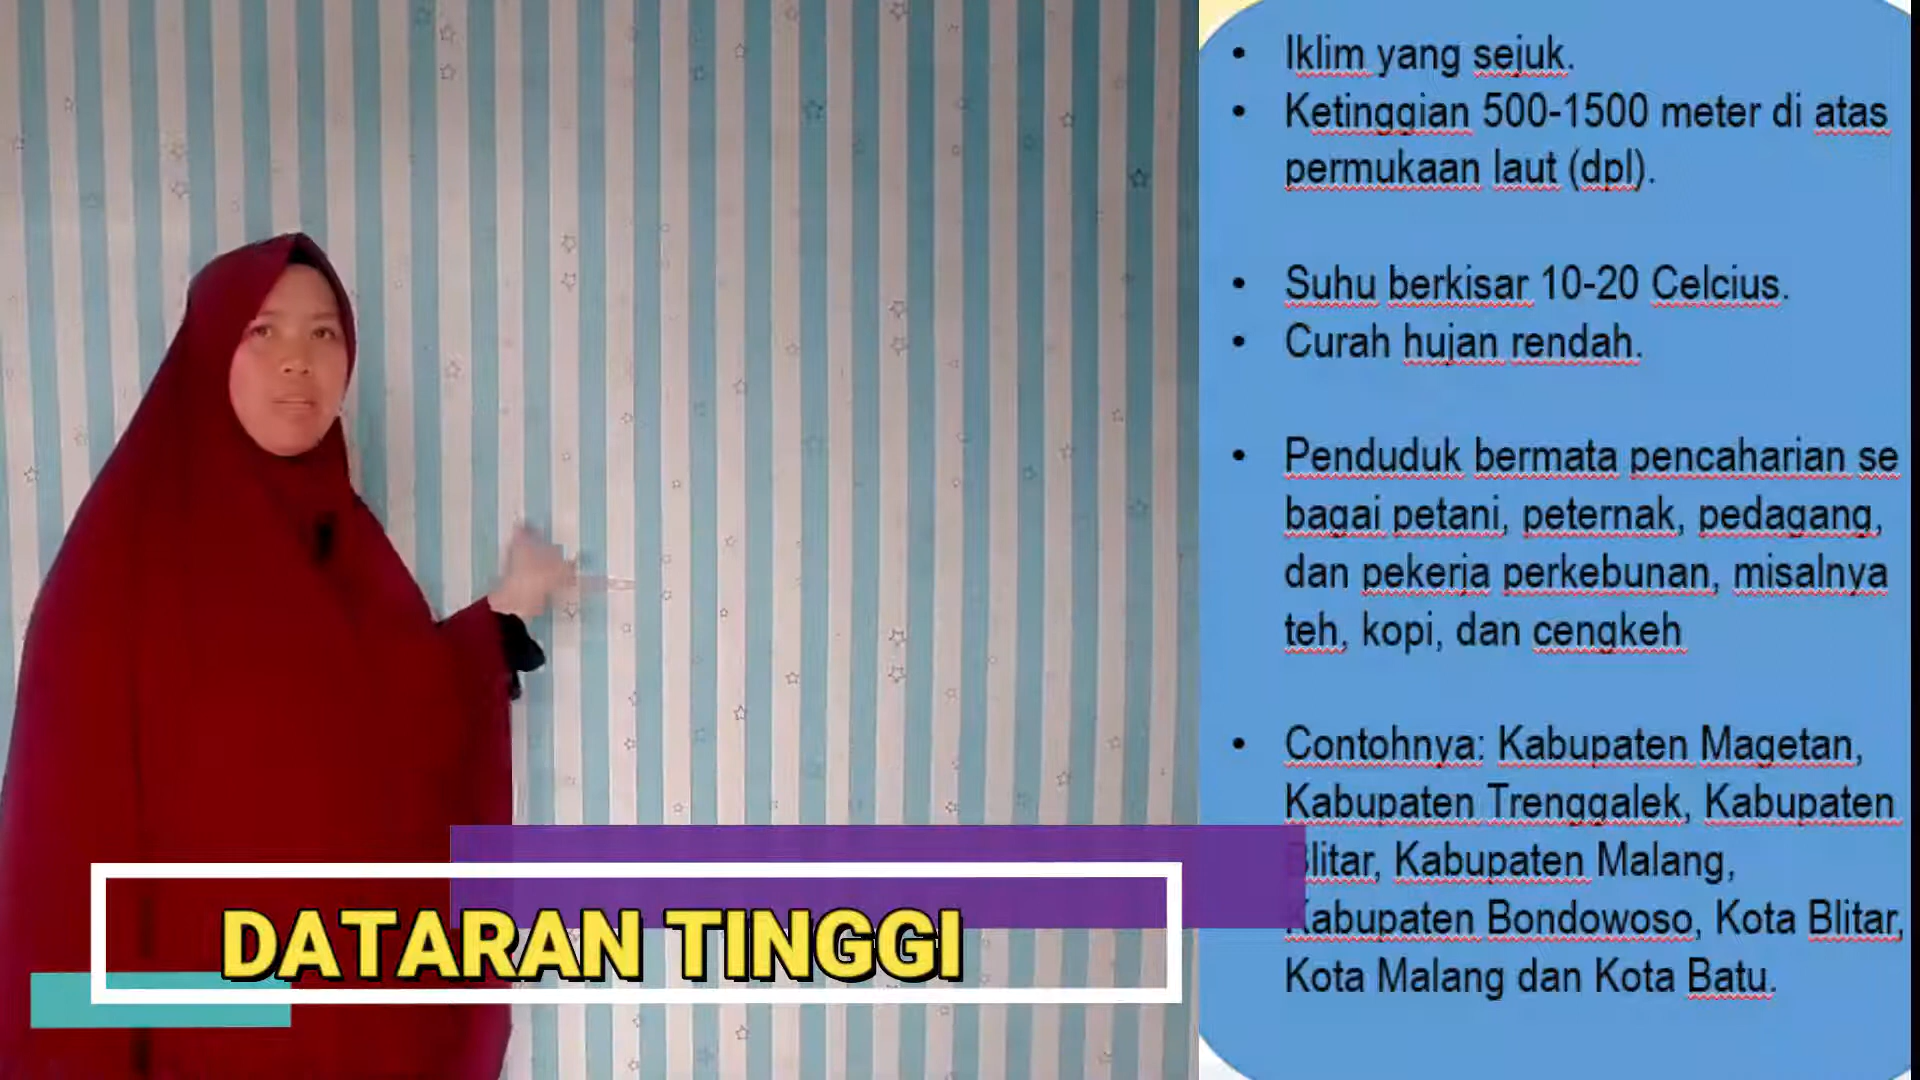 Iklim yang sejuk.
Ketinggian 500-1500 meter di atas
permukaan laut (dpl).
Suhu berkisar 10-20 Celcius.
Curah hujan rendah.
Penduduk bermata pencaharian se
bagai petani, peternak, pedagang,
dan pekerja perkebunan, misalnya
teh, kopi, dan cengkeh
Contohnya: Kabupaten Magetan,
Kabupaten Trenggalek, Kabupaten
Blitar, Kabupaten Malang,
Kabupaten Bondowoso, Kota Blitar,
Kota Malang dan Kota Batu.
DATARAN TINGGI